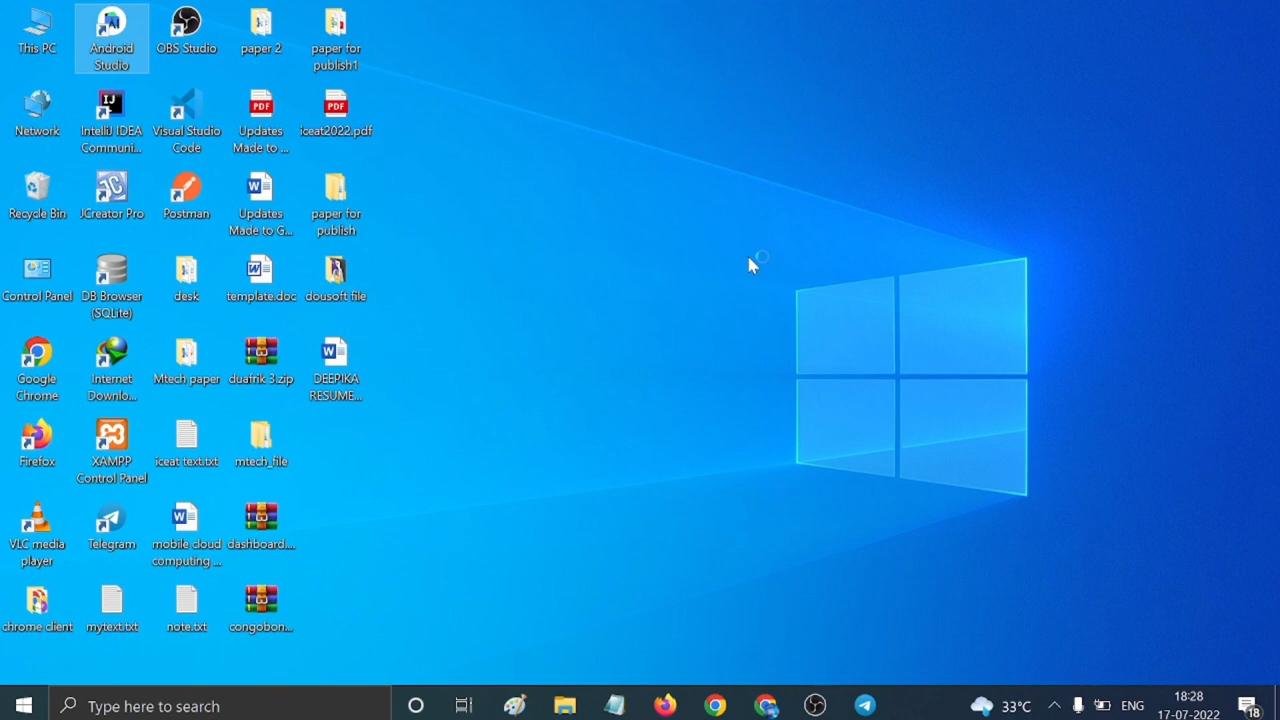 This PC
Android
Studio
OBS Studio
paper 2
paper for
publish1
Network
IntelliJ IDEA
Communi...
Visual Studio
Code
PDF
Updates
Made to ...
PDF
iceat2022.pdf
Recycle Bin
JCreator Pro
Postman
Updates
Made to G...
paper for
publish
Control Panel
DB Browser
(SQLite)
desk
template.doc
dousoft file
Google
Chrome
Internet
Downlo...
Mtech paper
duafrik 3.zip
DEEPIKA
RESUME...
Firefox
XAMPP
Control Panel
iceat text.txt
mtech_file
VLC media
player
Telegram
mobile cloud
computing ...
dashboard....
chrome client
mytext.txt
note.txt
congobon...
Type here to search
33°C
ENG
18:28
17-07-2022
18